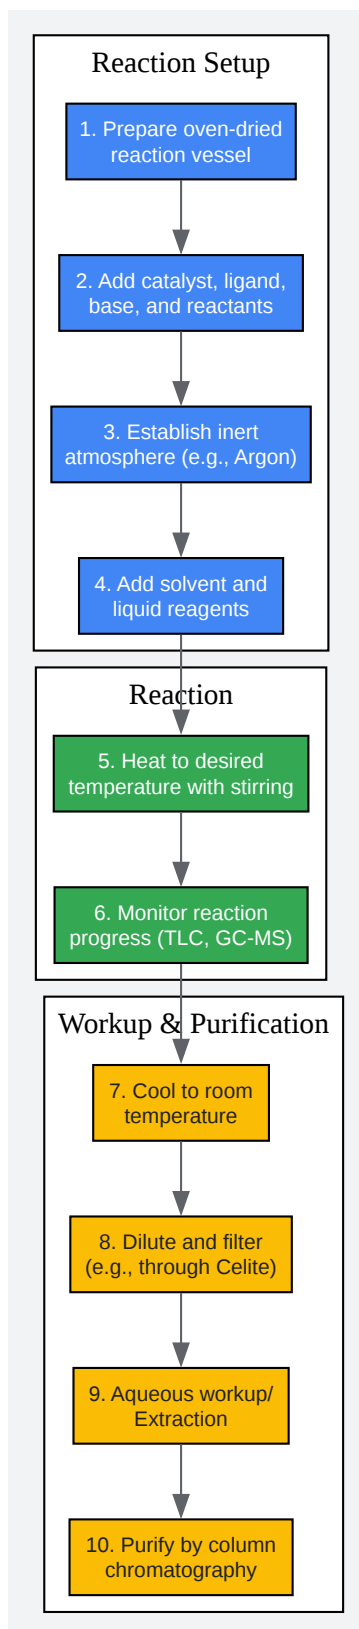 Reaction Setup
1. Prepare oven-dried
reaction vessel
2. Add catalyst, ligand,
base, and reactants
3. Establish inert
atmosphere (e.g., Argon)
4. Add solvent and
liquid reagents
Reaction
5. Heat to desired
temperature with stirring
6. Monitor reaction
progress (TLC, GC-MS)
Workup & Purification
7. Cool to room
temperature
8. Dilute and filter
(e.g., through Celite)
9. Aqueous workup/
Extraction
10. Purify by column
chromatography